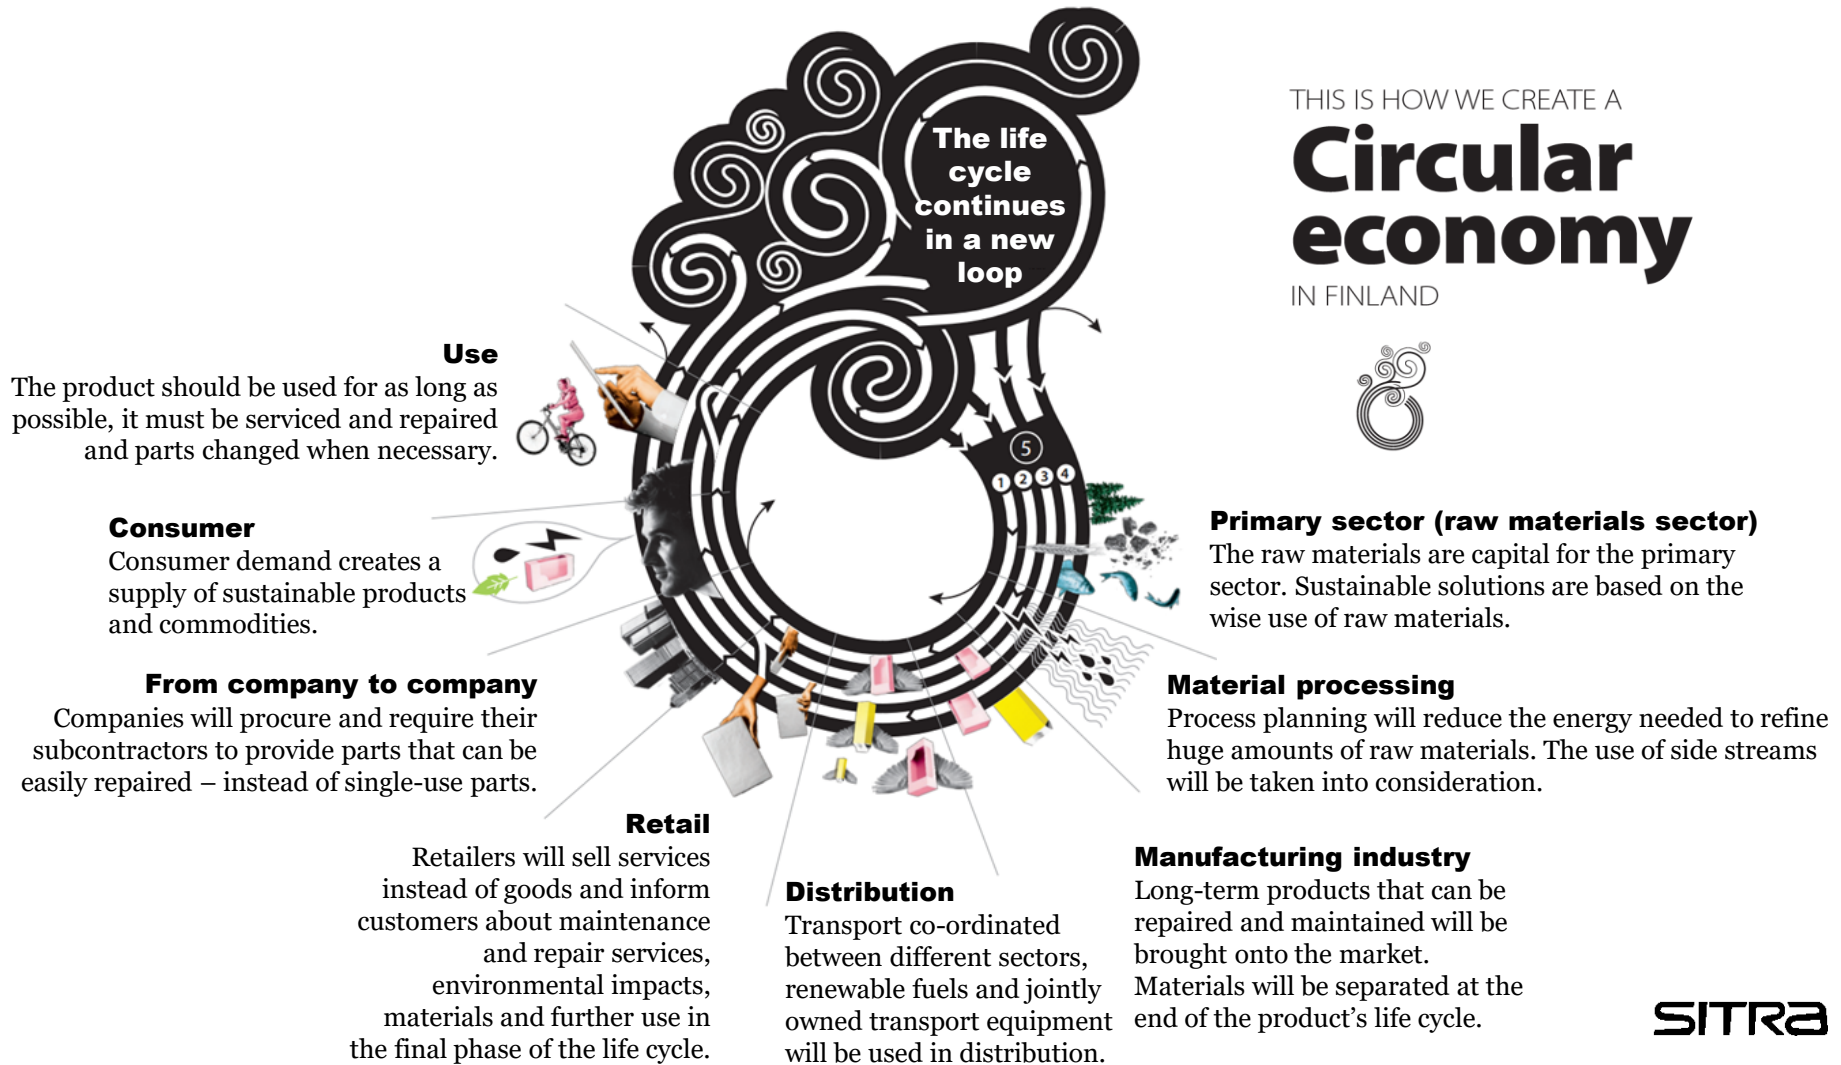 THIS IS HOW WE CREATE A
Circular
economy
IN FINLAND
The life
cycle
continues
in a new
loop
5
1 2 3 4
Primary sector (raw materials sector)
The raw materials are capital for the primary
sector. Sustainable solutions are based on the
wise use of raw materials.
Material processing
Process planning will reduce the energy needed to refine
huge amounts of raw materials. The use of side streams
will be taken into consideration.
Manufacturing industry
Long-term products that can be
repaired and maintained will be
brought onto the market.
Materials will be separated at the
end of the product’s life cycle.
Distribution
Transport co-ordinated
between different sectors,
renewable fuels and jointly
owned transport equipment
will be used in distribution.
Retail
Retailers will sell services
instead of goods and inform
customers about maintenance
and repair services,
environmental impacts,
materials and further use in
the final phase of the life cycle.
From company to company
Companies will procure and require their
subcontractors to provide parts that can be
easily repaired – instead of single-use parts.
Consumer
Consumer demand creates a
supply of sustainable products
and commodities.
Use
The product should be used for as long as
possible, it must be serviced and repaired
and parts changed when necessary.
SITRA